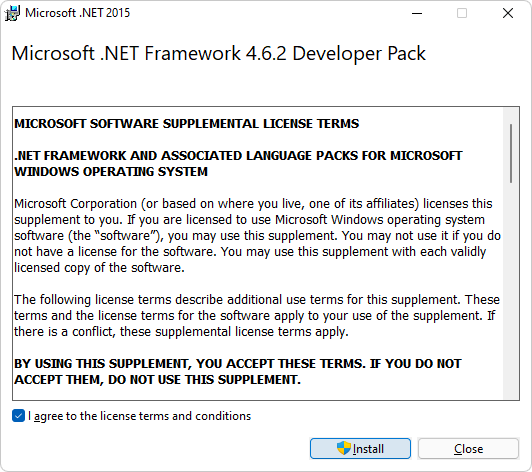 Microsoft .NET 2015
Microsoft .NET Framework 4.6.2 Developer Pack
MICROSOFT SOFTWARE SUPPLEMENTAL LICENSE TERMS
.NET FRAMEWORK AND ASSOCIATED LANGUAGE PACKS FOR MICROSOFT
WINDOWS OPERATING SYSTEM
Microsoft Corporation (or based on where you live, one of its affiliates) licenses this
supplement to you. If you are licensed to use Microsoft Windows operating system
software (the “software”), you may use this supplement. You may not use it if you do
not have a license for the software. You may use this supplement with each validly
licensed copy of the software.
The following license terms describe additional use terms for this supplement. These
terms and the license terms for the software apply to your use of the supplement. If
there is a conflict, these supplemental license terms apply.
BY USING THIS SUPPLEMENT, YOU ACCEPT THESE TERMS. IF YOU DO NOT
ACCEPT THEM, DO NOT USE THIS SUPPLEMENT.
I agree to the license terms and conditions
Install
Close